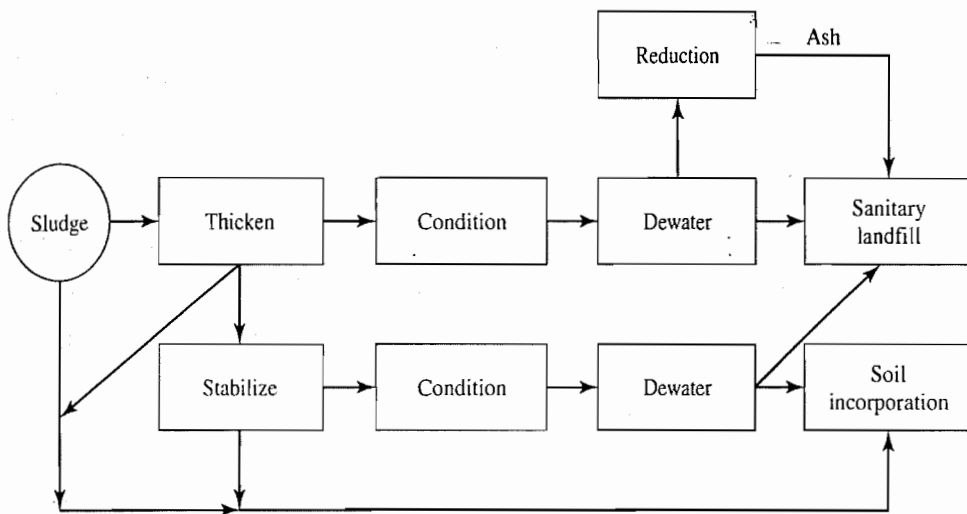 Reduction
Ash
Sludge
Thicken
Condition
Dewater
Sanitary
landfill
Stabilize
Condition
Dewater
Soil
incorporation